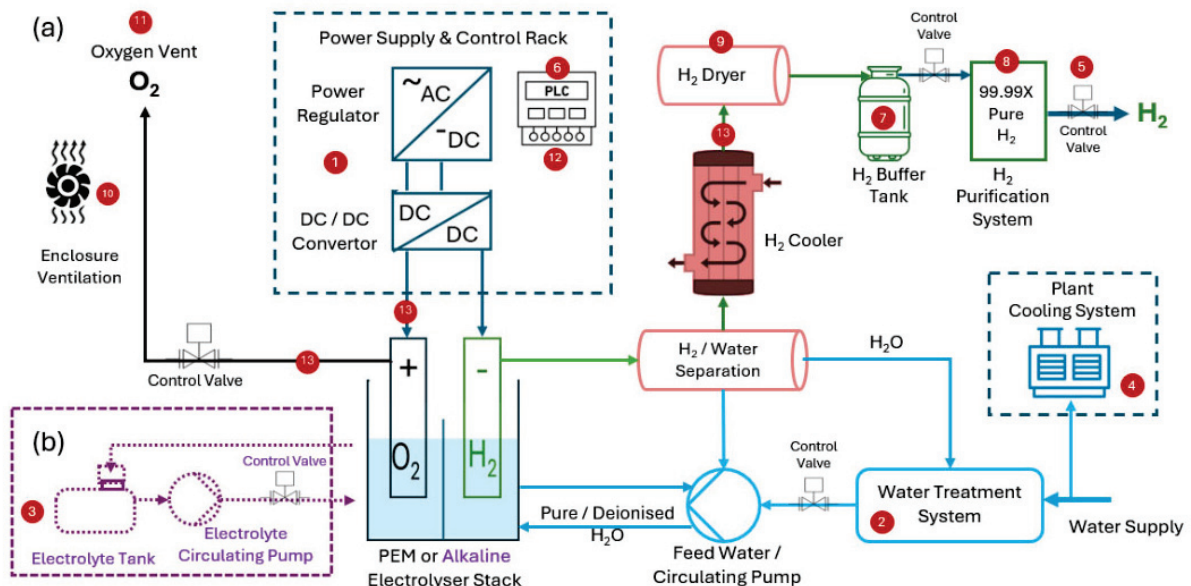 (a)
11
Oxygen Vent
O₂
10
Enclosure
Ventilation
Control Valve
13
Power Supply & Control Rack
Power
Regulator
~AC
-DC
1
6
PLC
12
DC / DC
Convertor
DC
DC
13
+
-
O₂
H₂
PEM or Alkaline
Electrolyser Stack
(b)
Control Valve
3
Electrolyte Tank
Electrolyte
Circulating Pump
9
H₂ Dryer
13
H₂ Cooler
H₂ / Water
Separation
H₂O
Control
Valve
7
H₂ Buffer
Tank
8
99.99X
Pure
H₂
H₂
Purification
System
5
Control
Valve
H₂
Plant
Cooling System
4
Control
Valve
Water Treatment
System
2
Water Supply
Pure / Deionised
H₂O
Feed Water /
Circulating Pump